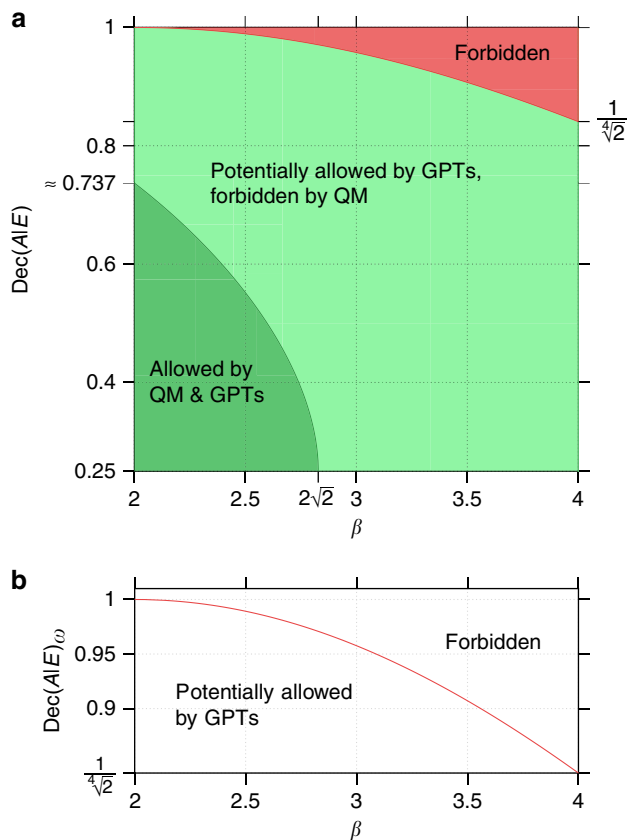 a
1
Forbidden
1
∜2
0.8
Potentially allowed by GPTs,
forbidden by QM
≈ 0.737
Dec(A|E)
0.6
Allowed by
QM & GPTs
0.4
0.25
2 2.5 2√2 3 3.5 4
β
b
1
Forbidden
0.95
Dec(A|E)ω
Potentially allowed
by GPTs
0.9
1
∜2
2 2.5 3 3.5 4
β